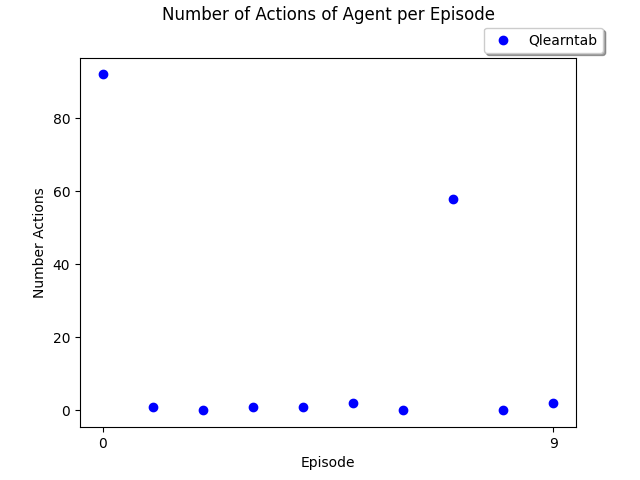 Number of Actions of Agent per Episode
Qlearntab
80
60
40
20
0
Number Actions
0
9
Episode